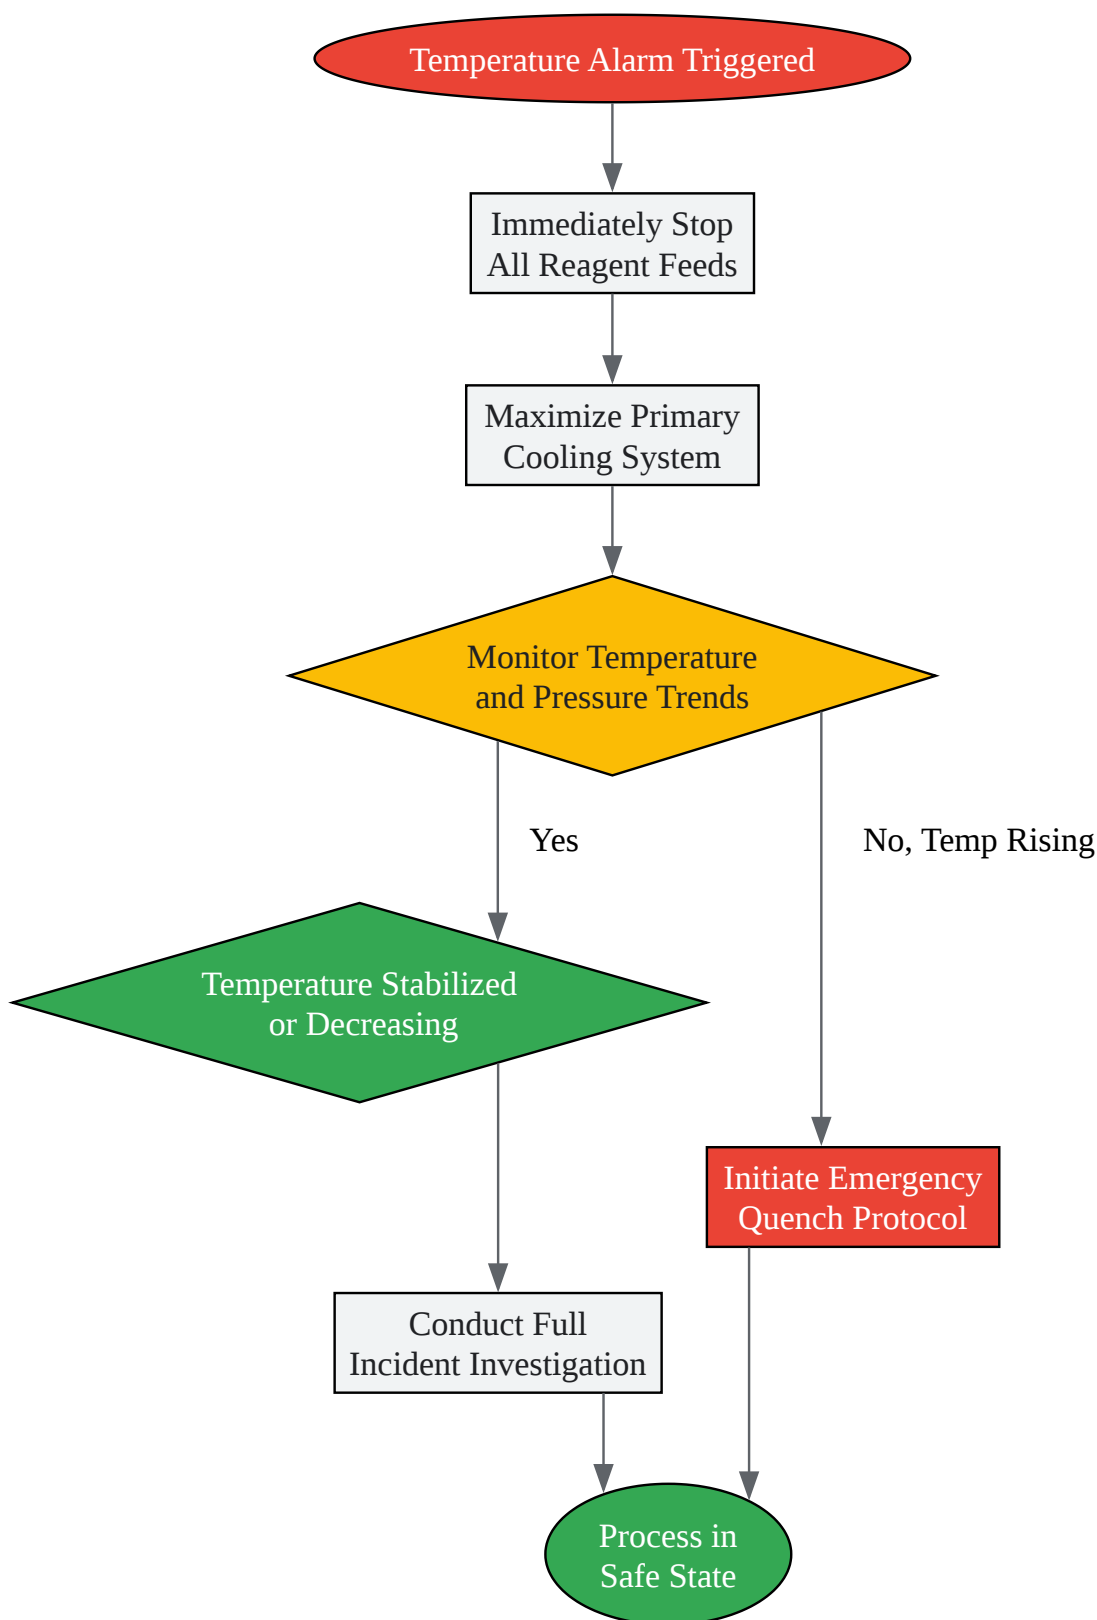 Temperature Alarm Triggered
Immediately Stop
All Reagent Feeds
Maximize Primary
Cooling System
Monitor Temperature
and Pressure Trends
Yes
No, Temp Rising
Temperature Stabilized
or Decreasing
Initiate Emergency
Quench Protocol
Conduct Full
Incident Investigation
Process in
Safe State